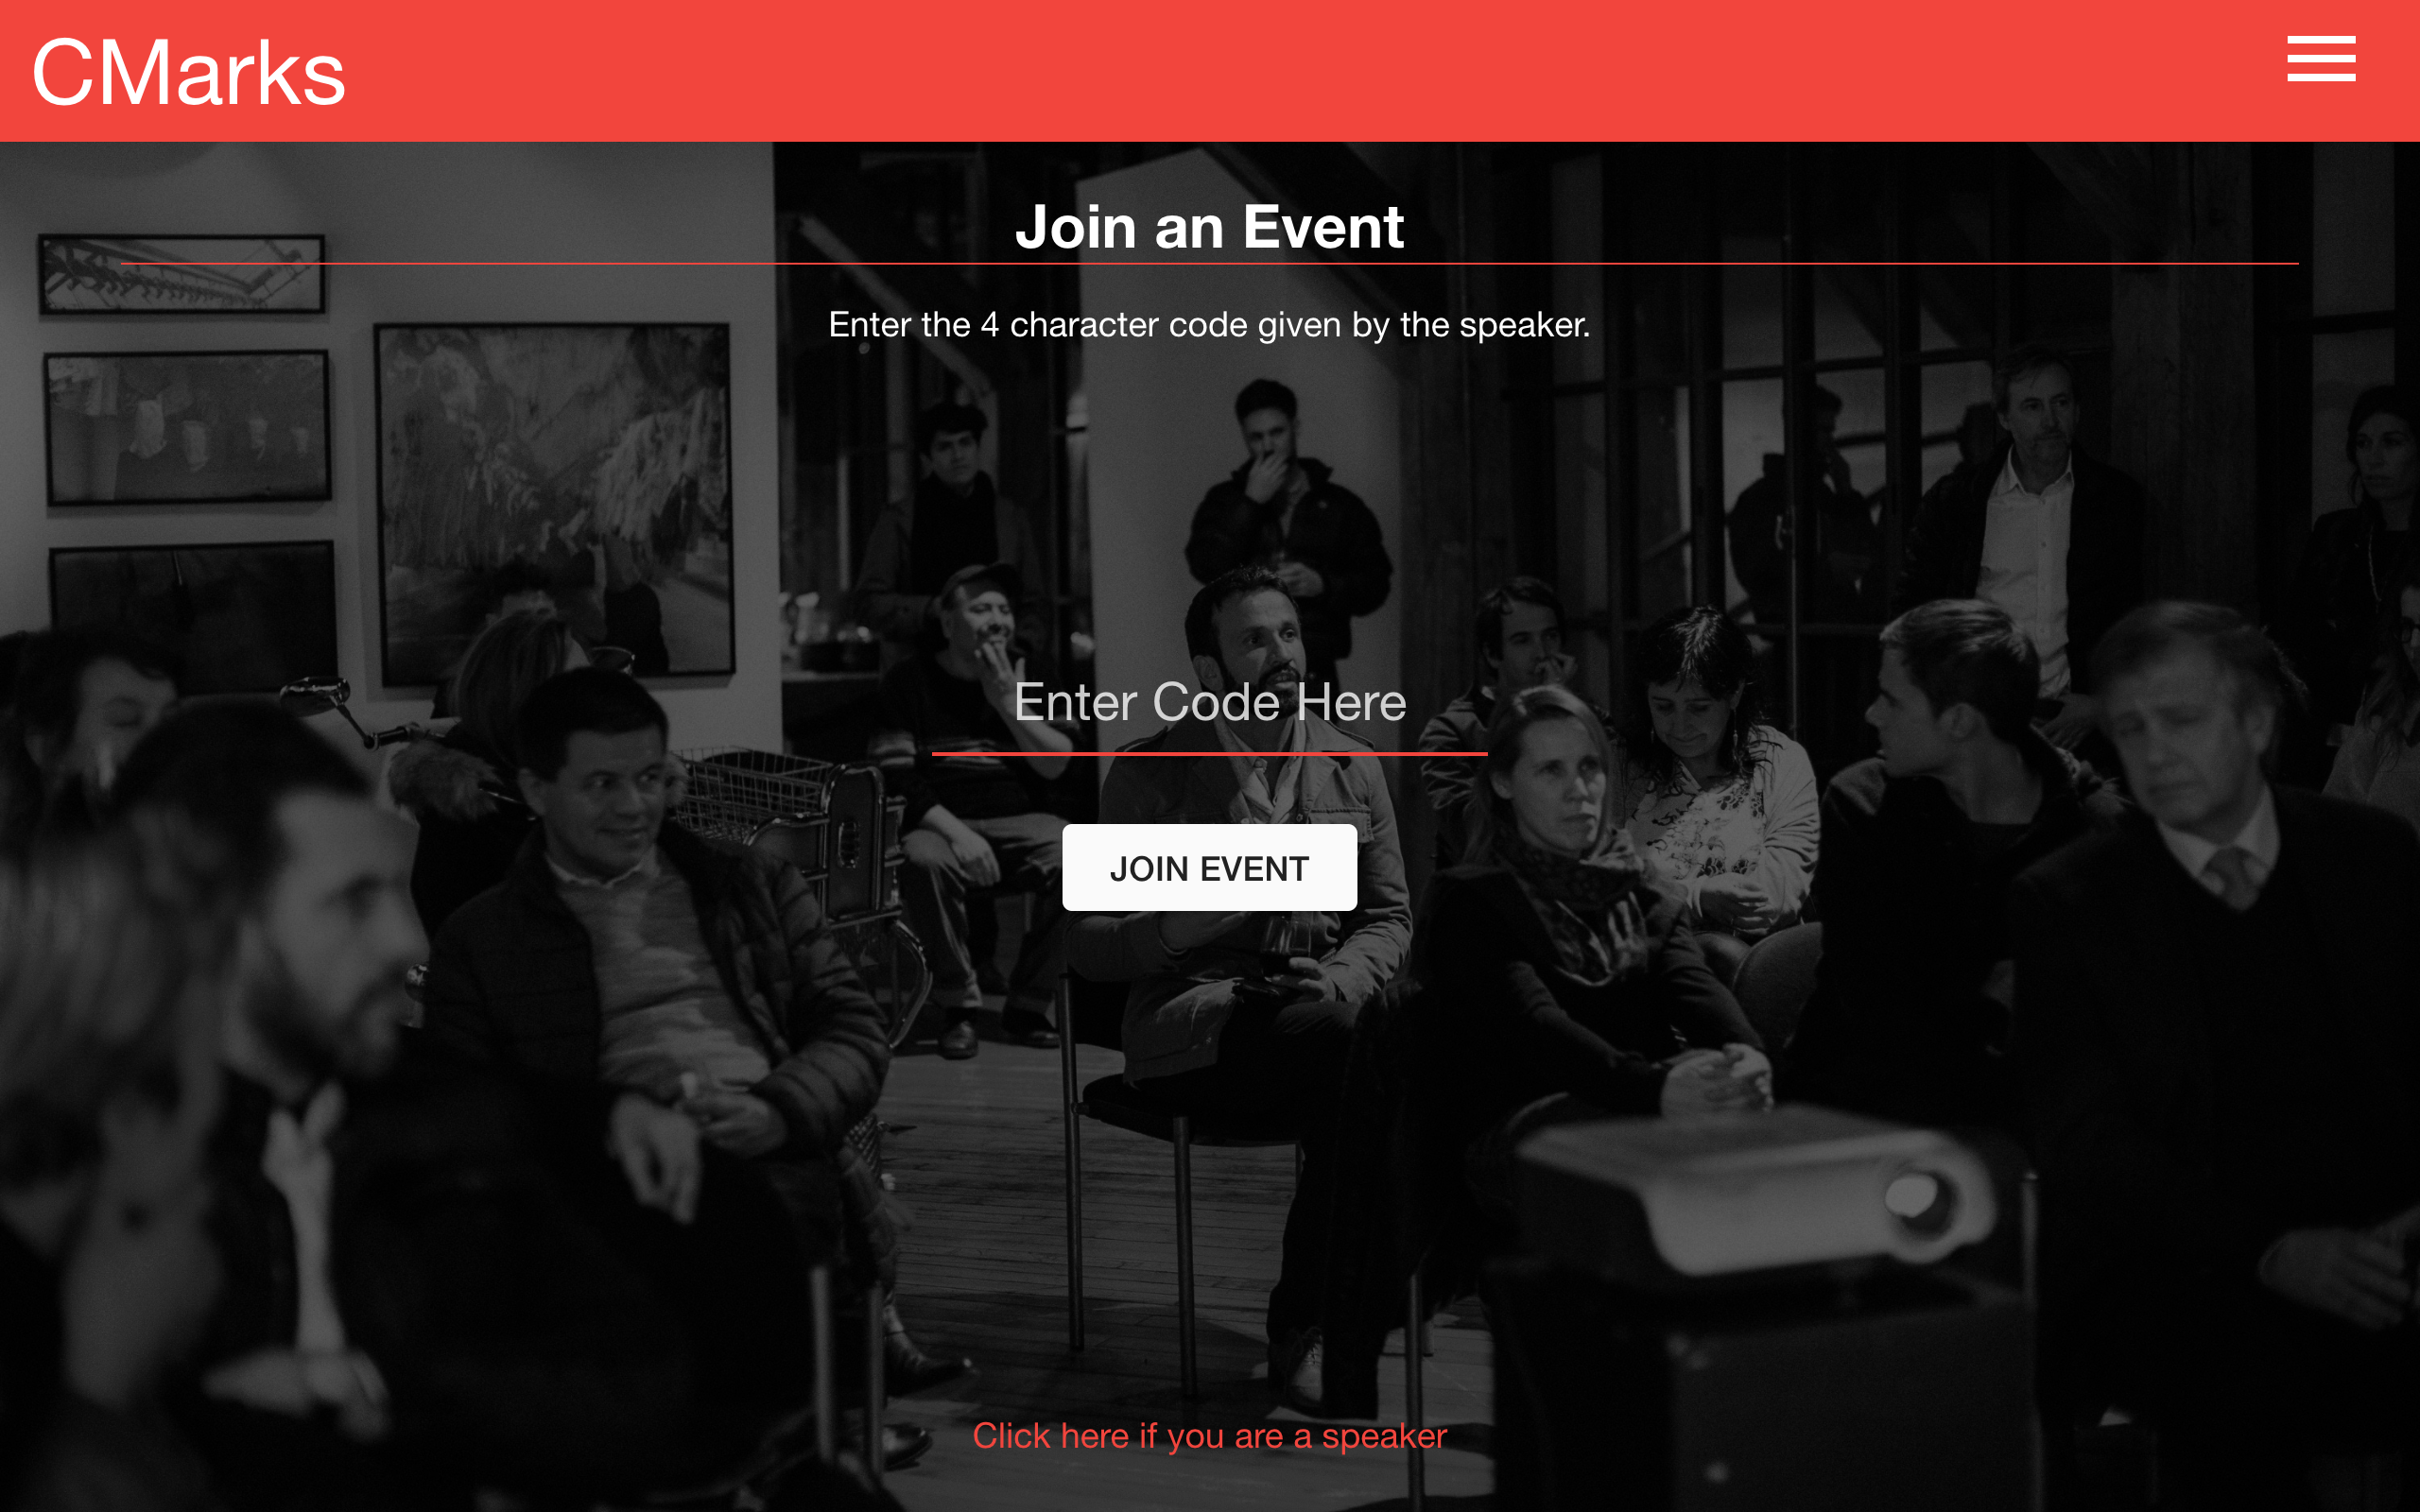 CMarks
Join an Event
Enter the 4 character code given by the speaker.
Enter Code Here
JOIN EVENT
Click here if you are a speaker